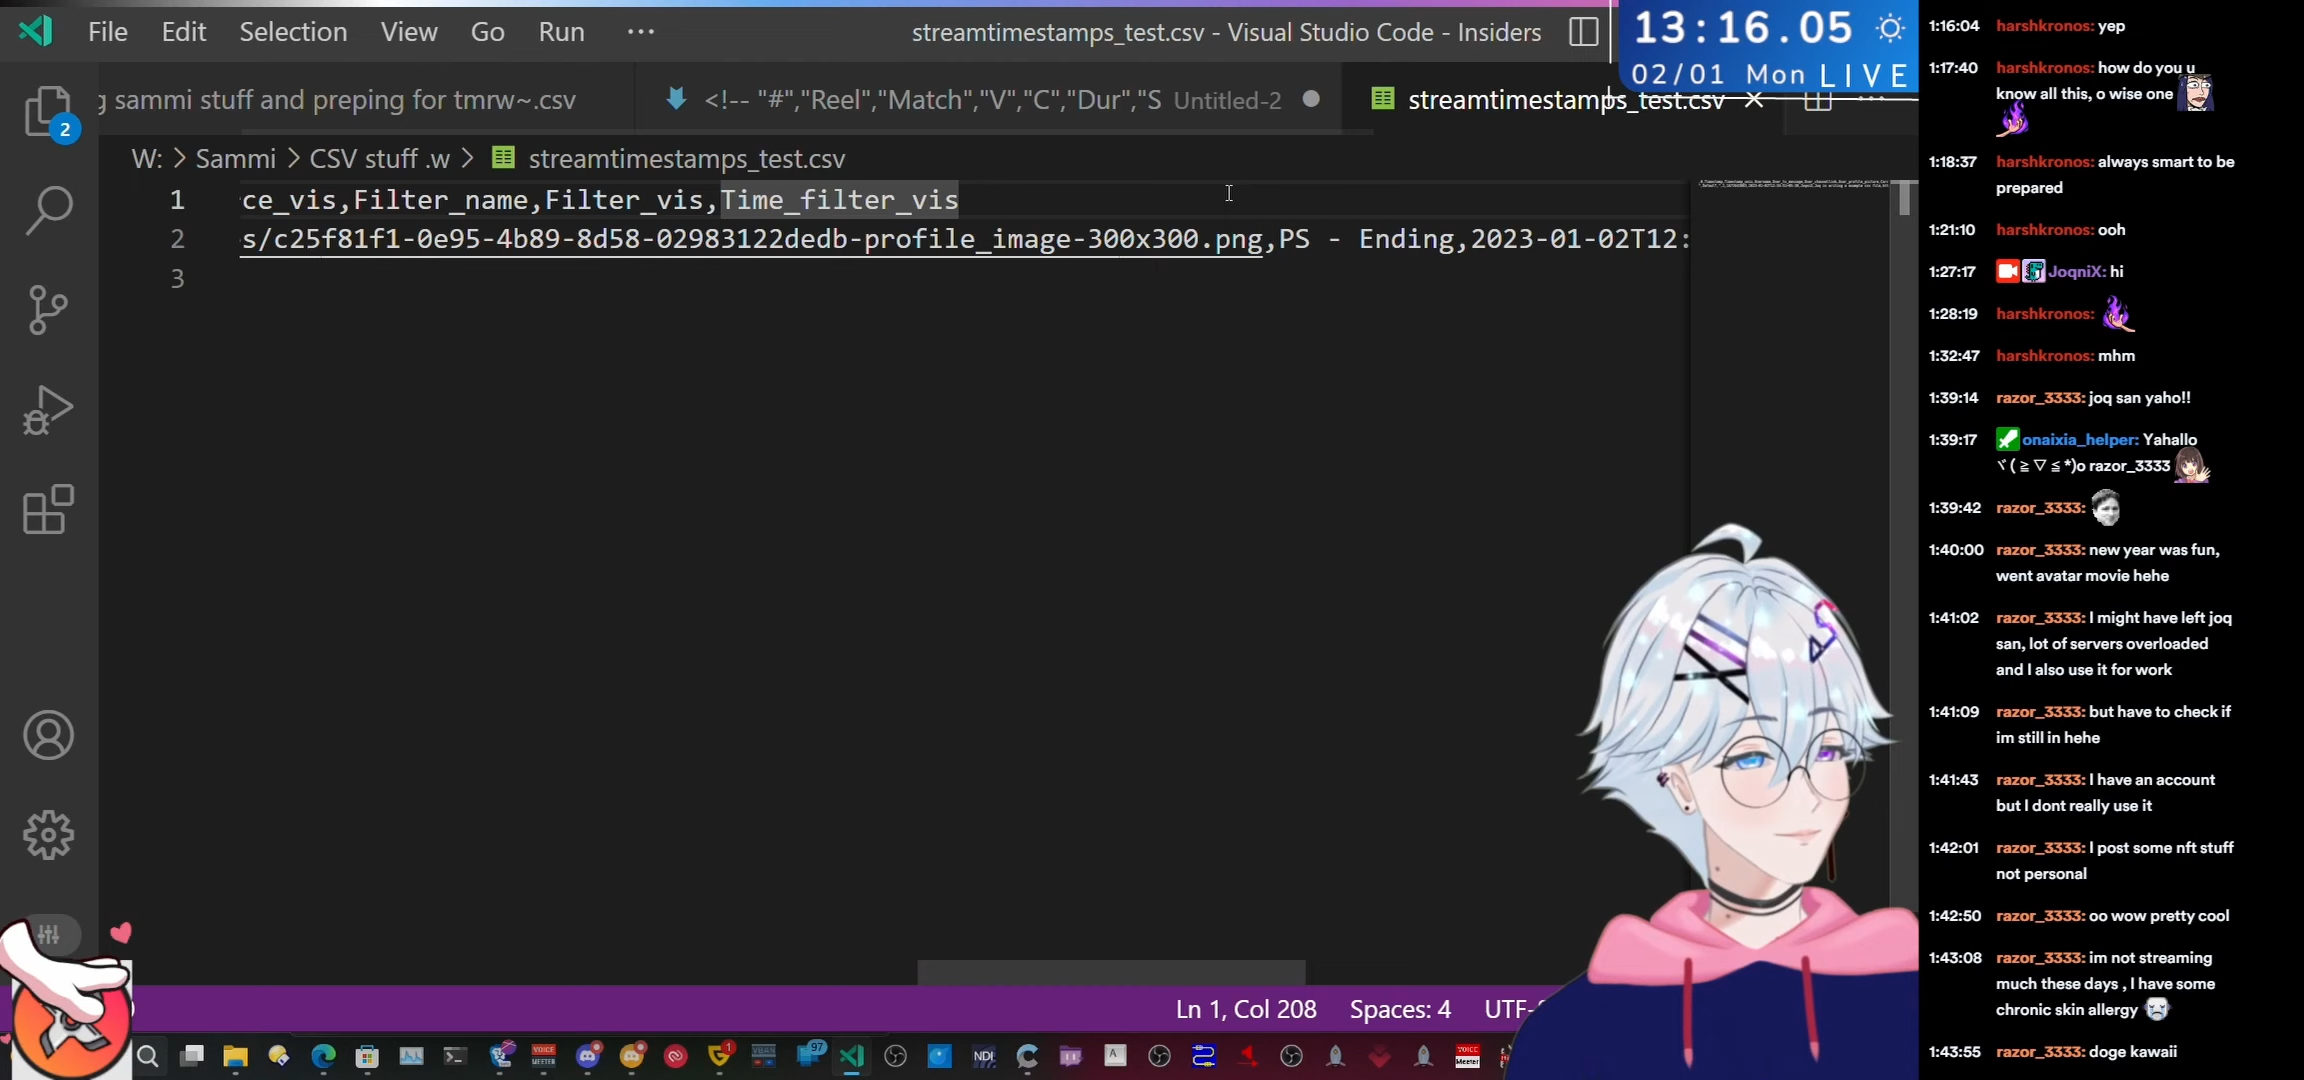 File Edit Selection View Go Run ···
streamtimestamps_test.csv - Visual Studio Code - Insiders
13:16.05
02/01 Mon LIVE
g sammi stuff and preping for tmrw~.csv
<!-- "#","Reel","Match","V","C","Dur","S Untitled-2
streamtimestamps_test.csv
W: > Sammi > CSV stuff .w > streamtimestamps_test.csv
1 ce_vis,Filter_name,Filter_vis,Time_filter_vis
2 s/c25f81f1-0e95-4b89-8d58-02983122dedb-profile_image-300x300.png,PS - Ending,2023-01-02T12:
3
2
Ln 1, Col 208 Spaces: 4 UTF-
VOICE MEETER
1
VBAN
97
NDI
A
VOICE Meeter
1:16:04 harshkronos: yep
1:17:40 harshkronos: how do you u
know all this, o wise one
1:18:37 harshkronos: always smart to be
prepared
1:21:10 harshkronos: ooh
1:27:17 JoqniX: hi
1:28:19 harshkronos:
1:32:47 harshkronos: mhm
1:39:14 razor_3333: joq san yaho!!
1:39:17 onaixia_helper: Yahallo
ヾ(≧▽≦*)o razor_3333
1:39:42 razor_3333:
1:40:00 razor_3333: new year was fun,
went avatar movie hehe
1:41:02 razor_3333: I might have left joq
san, lot of servers overloaded
and I also use it for work
1:41:09 razor_3333: but have to check if
im still in hehe
1:41:43 razor_3333: I have an account
but I dont really use it
1:42:01 razor_3333: I post some nft stuff
not personal
1:42:50 razor_3333: oo wow pretty cool
1:43:08 razor_3333: im not streaming
much these days , I have some
chronic skin allergy
1:43:55 razor_3333: doge kawaii